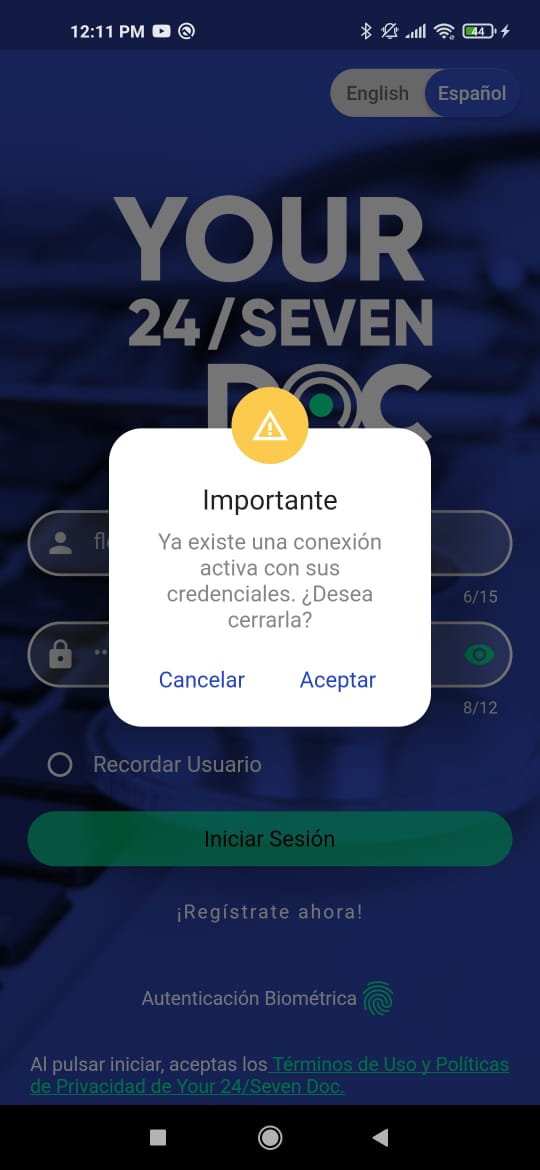 12:11 PM
44
English Español
YOUR
24/SEVEN
DOC
Importante
Ya existe una conexión
activa con sus
credenciales. ¿Desea
cerrarla?
6/15
Cancelar Aceptar
8/12
Recordar Usuario
Iniciar Sesión
¡Regístrate ahora!
Autenticación Biométrica
Al pulsar iniciar, aceptas los Términos de Uso y Políticas
de Privacidad de Your 24/Seven Doc.